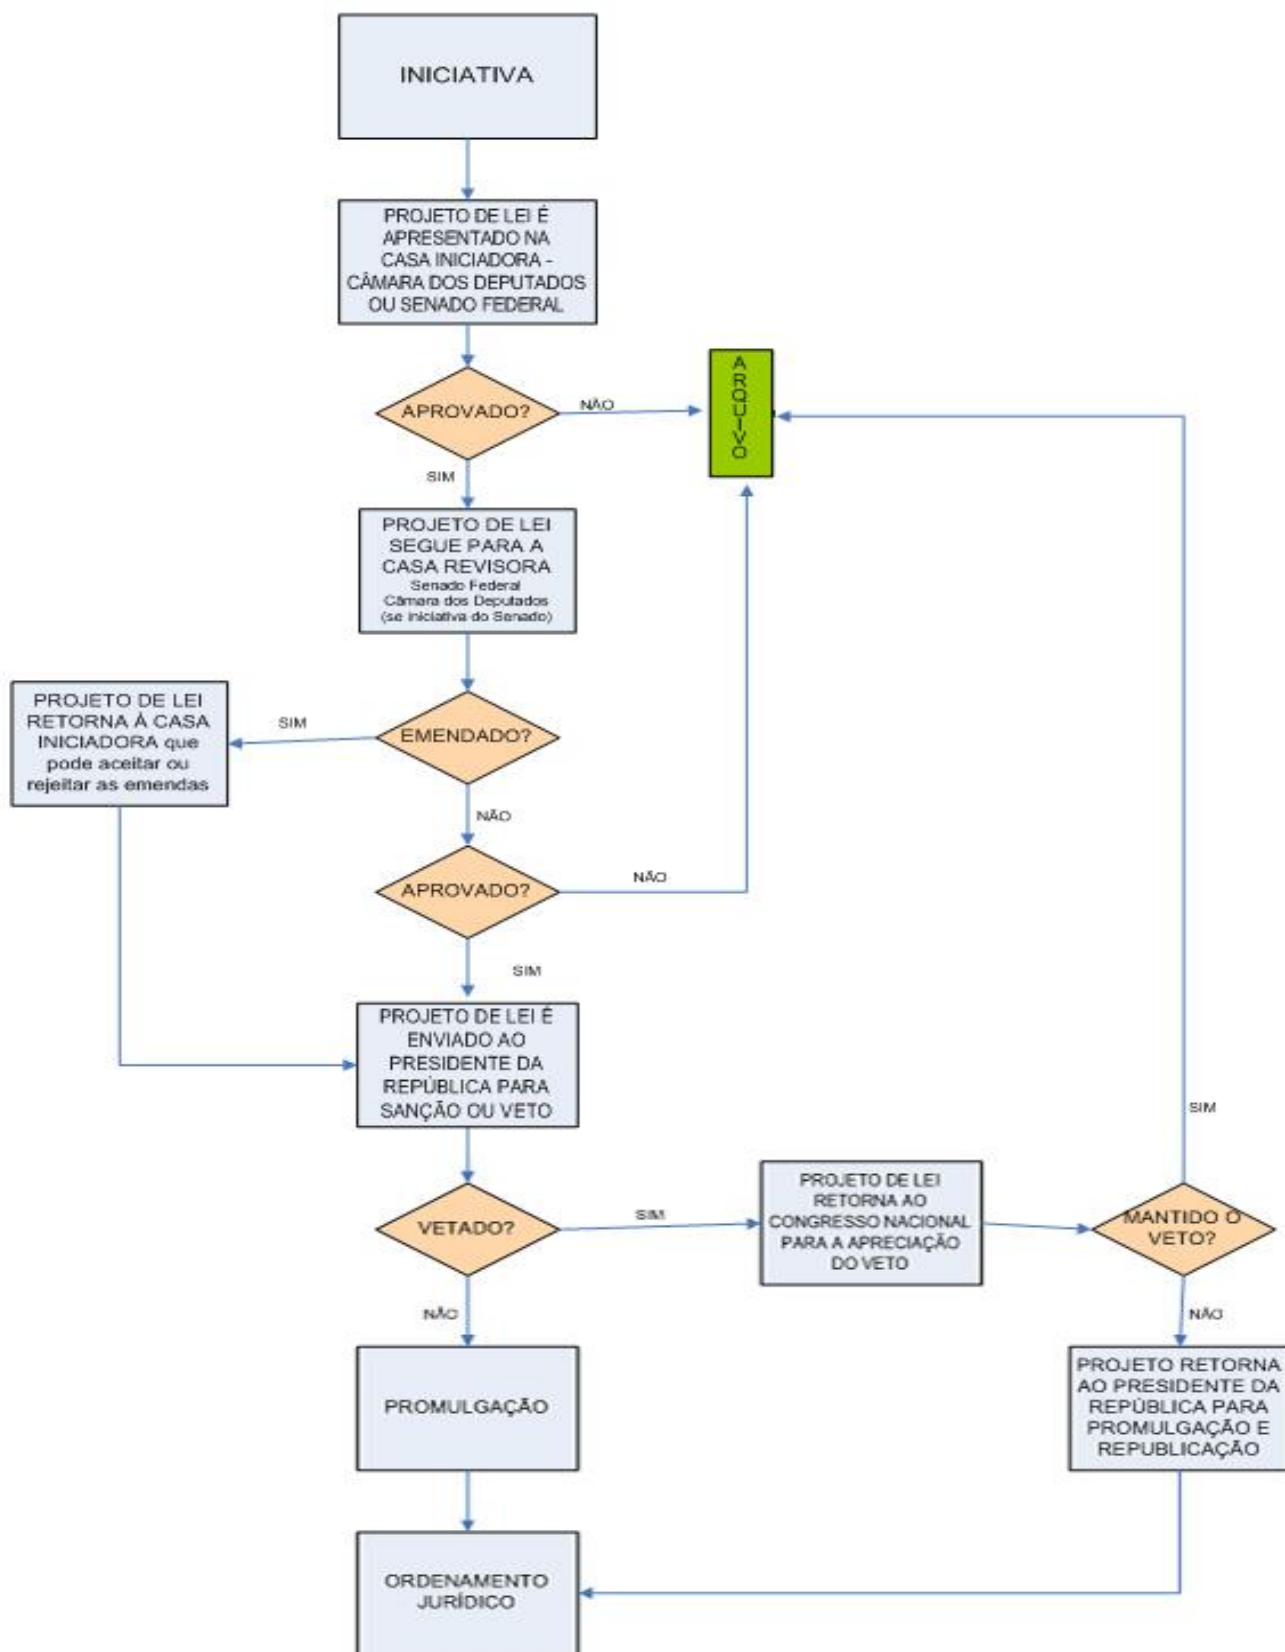 INICIATIVA
PROJETO DE LEI É
APRESENTADO NA
CASA INICIADORA -
CÂMARA DOS DEPUTADOS
OU SENADO FEDERAL
APROVADO?
NÃO
ARQUIVO
SIM
PROJETO DE LEI
SEGUE PARA A
CASA REVISORA
Senado Federal
Câmara dos Deputados
(se iniciativa do Senado)
EMENDADO?
SIM
PROJETO DE LEI
RETORNA À CASA
INICIADORA que
pode aceitar ou
rejeitar as emendas
NÃO
APROVADO?
NÃO
SIM
PROJETO DE LEI É
ENVIADO AO
PRESIDENTE DA
REPÚBLICA PARA
SANÇÃO OU VETO
VETADO?
SIM
PROJETO DE LEI
RETORNA AO
CONGRESSO NACIONAL
PARA A APRECIAÇÃO
DO VETO
MANTIDO O
VETO?
SIM
NÃO
PROJETO RETORNA
AO PRESIDENTE DA
REPÚBLICA PARA
PROMULGAÇÃO E
REPUBLICAÇÃO
NÃO
PROMULGAÇÃO
ORDENAMENTO
JURÍDICO